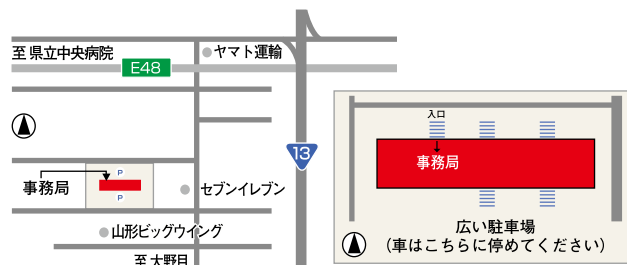 至 県立中央病院
ヤマト運輸
E48
13
P
事務局
P
セブンイレブン
山形ビッグウイング
至 大野目
入口
事務局
広い駐車場
（車はこちらに停めてください）